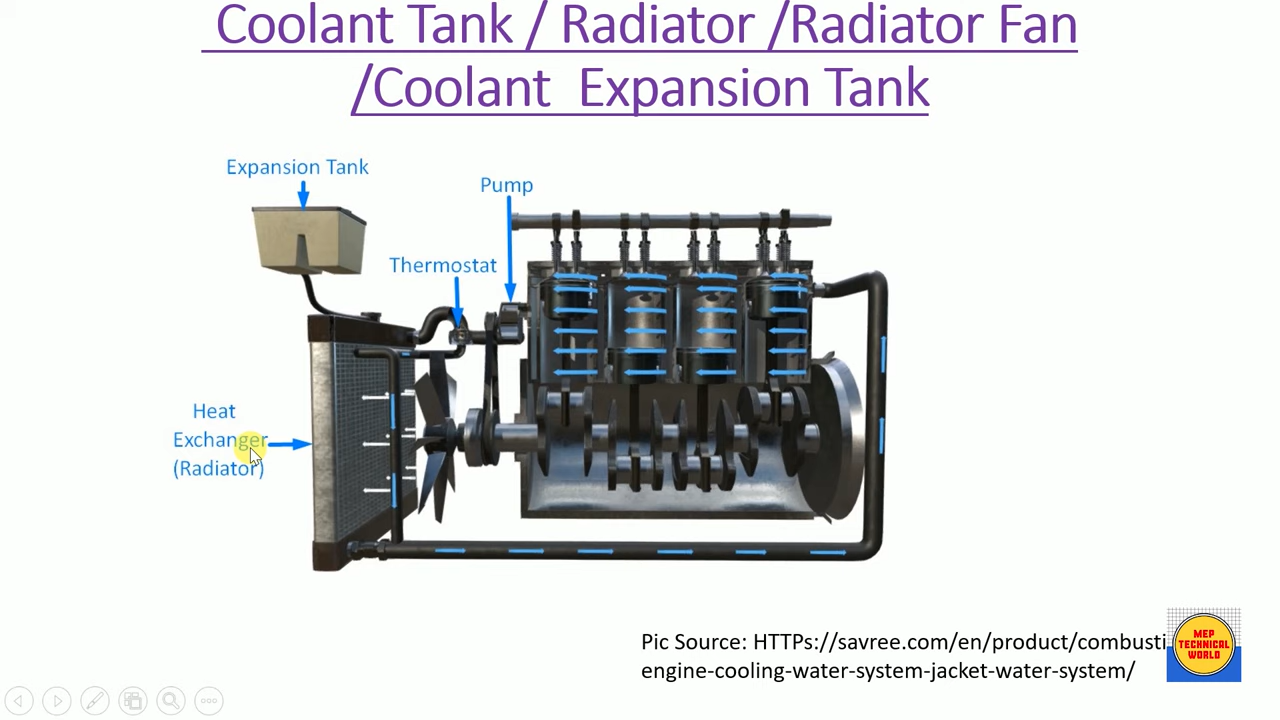 Coolant Tank / Radiator /Radiator Fan
/Coolant  Expansion Tank
Expansion Tank
Pump
Thermostat
Heat
Exchanger
(Radiator)
Pic Source: HTTPs://savree.com/en/product/combusti
engine-cooling-water-system-jacket-water-system/
MEP
TECHNICAL
WORLD